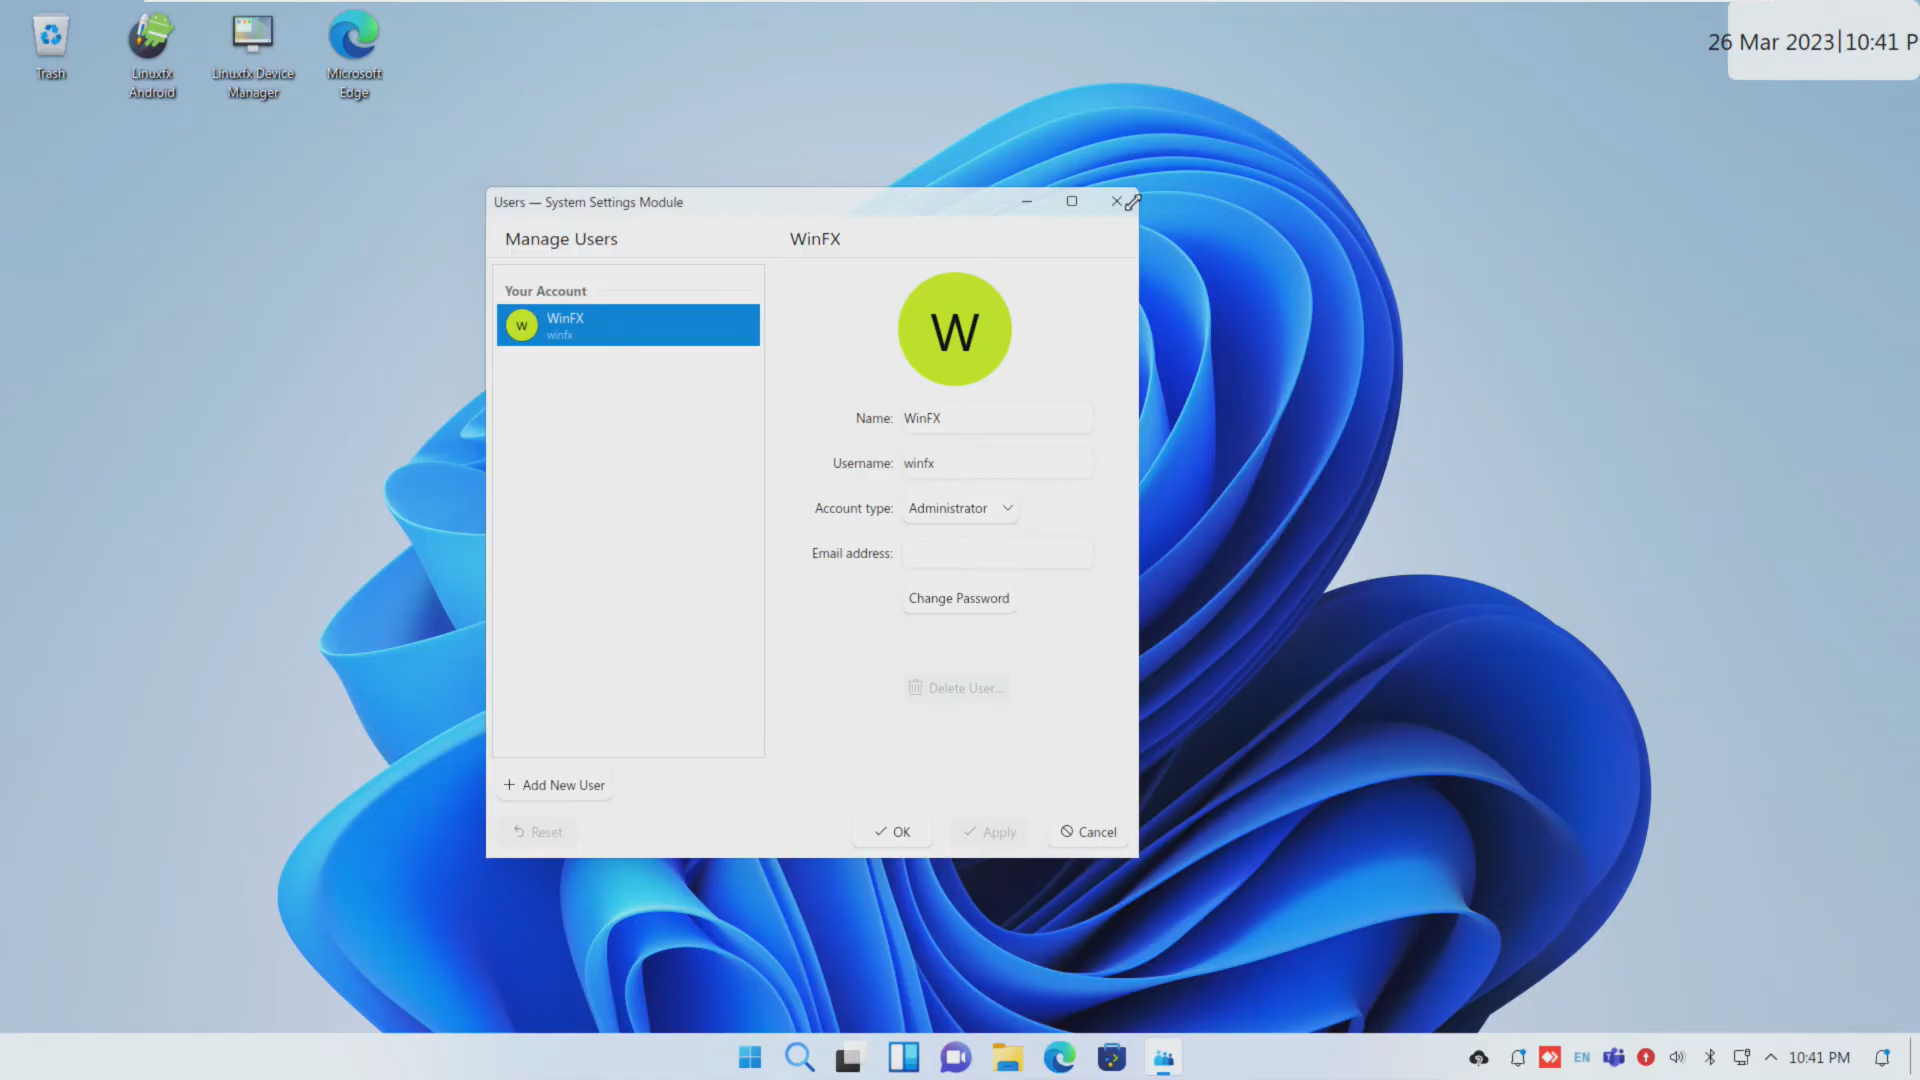 Trash
Linuxfx
Android
Linuxfx Device
Manager
Microsoft
Edge
26 Mar 2023|10:41 P
Users — System Settings Module
Manage Users
WinFX
Your Account
W
WinFX
winfx
W
Name:
WinFX
Username:
winfx
Account type:
Administrator
Email address:
Change Password
Delete User...
+ Add New User
Reset
OK
Apply
Cancel
EN
10:41 PM